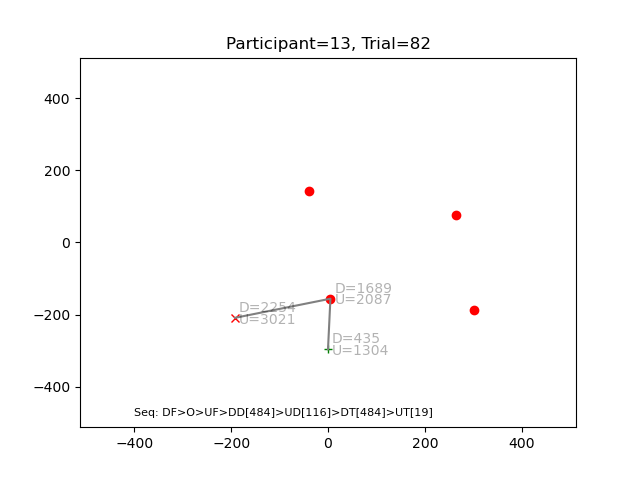 Participant=13, Trial=82
400
200
0
−200
−400
D=1689
U=2087
D=2254
U=3021
D=435
U=1304
Seq: DF>O>UF>DD[484]>UD[116]>DT[484]>UT[19]
−400
−200
0
200
400